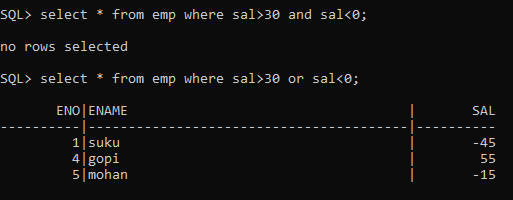 SQL> select * from emp where sal>30 and sal<0;
no rows selected
SQL> select * from emp where sal>30 or sal<0;
ENO|ENAME | SAL
----------|----------------------------------------|----------
1|suku | -45
4|gopi | 55
5|mohan | -15